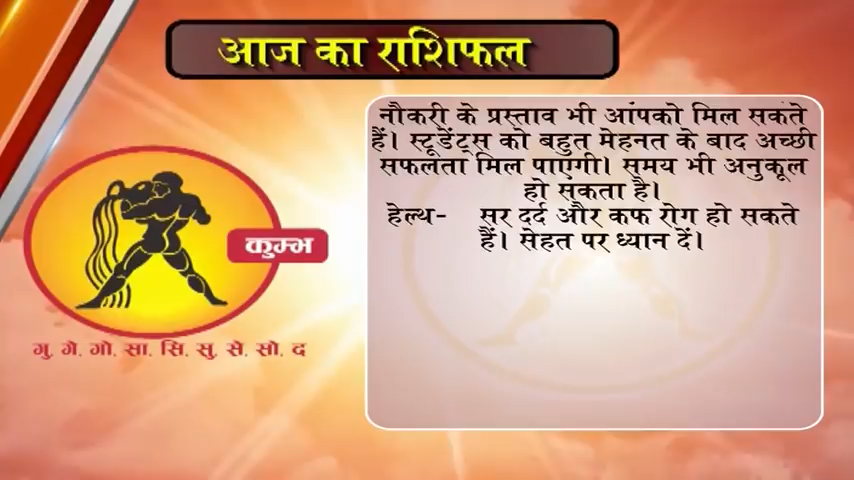 आज का राशिफल
नौकरी के प्रस्ताव भी आपको मिल सकते
हैं। स्टूडेंट्स को बहुत मेहनत के बाद अच्छी
सफलता मिल पाएगी। समय भी अनुकूल
हो सकता है।
हेल्थ- सर दर्द और कफ रोग हो सकते
हैं। सेहत पर ध्यान दें।
कुम्भ
गु, गे, गो, सा, सि, सु, से, सो, द